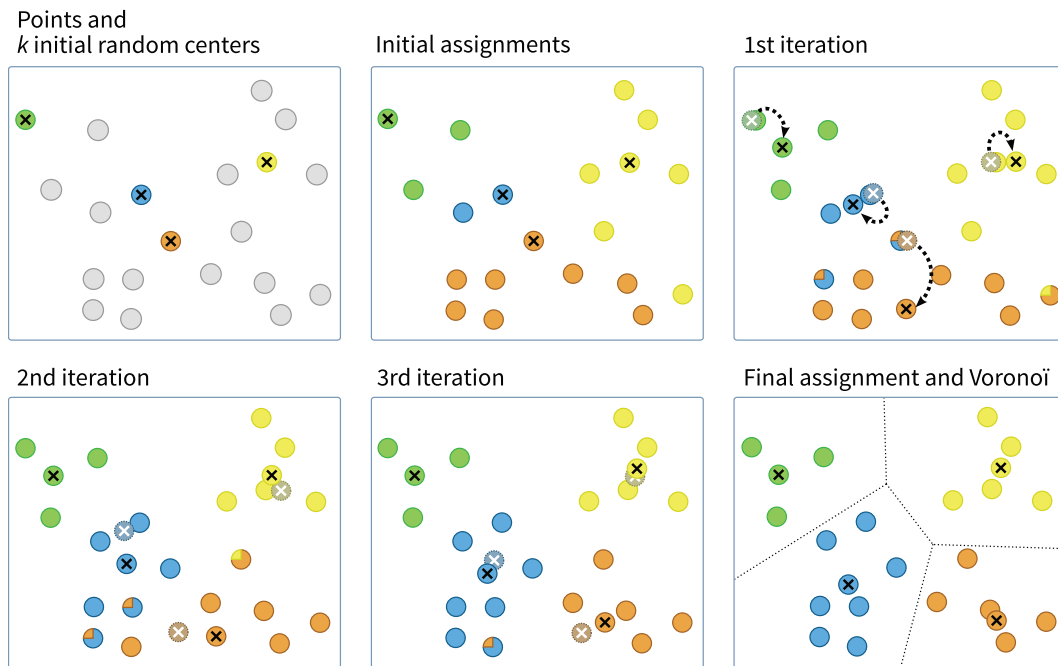 Points and
k initial random centers
Initial assignments
1st iteration
2nd iteration
3rd iteration
Final assignment and Voronoï